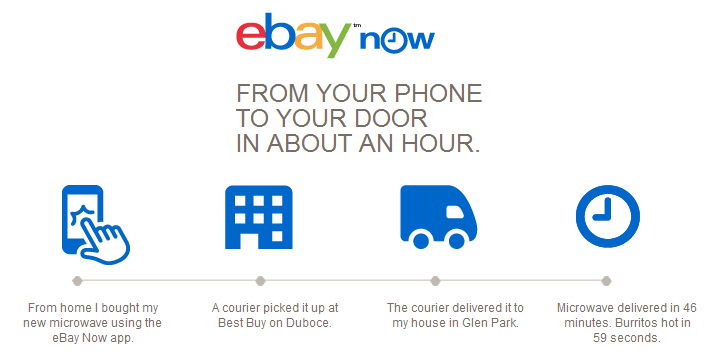 ebay™ now
FROM YOUR PHONE
TO YOUR DOOR
IN ABOUT AN HOUR.
From home I bought my
new microwave using the
eBay Now app.
A courier picked it up at
Best Buy on Duboce.
The courier delivered it to
my house in Glen Park.
Microwave delivered in 46
minutes. Burritos hot in
59 seconds.